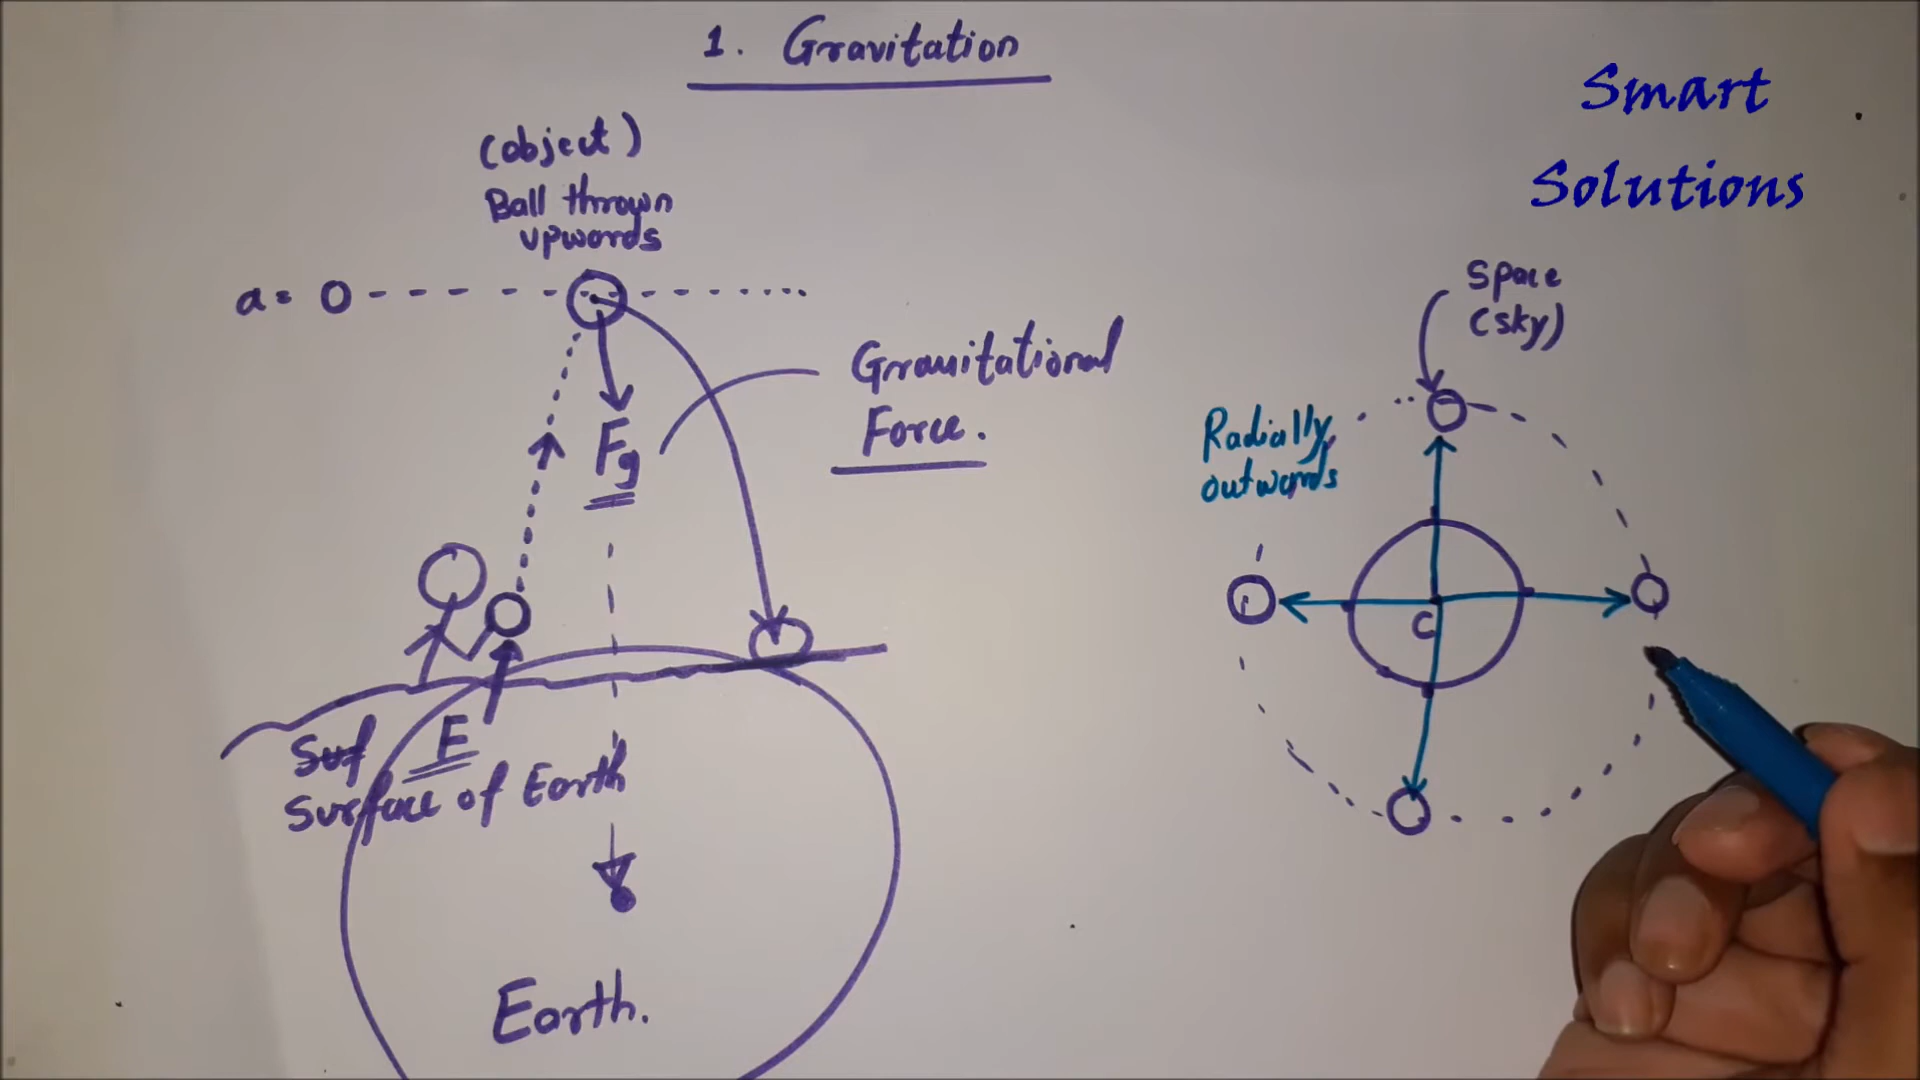 1. Gravitation
Smart
Solutions
(object)
Ball thrown
upwards
a = 0
Fg
Gravitational
Force.
Space
(sky)
Radially
outwards
C
Surf
F
Surface of Earth
Earth.